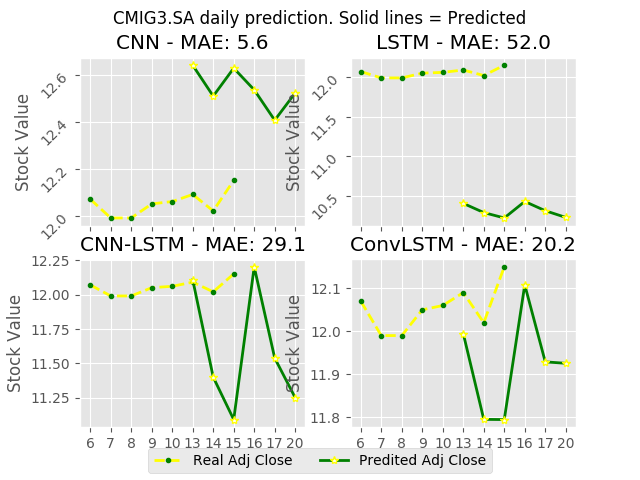 CMIG3.SA daily prediction. Solid lines = Predicted
CNN - MAE: 5.6
LSTM - MAE: 52.0
Stock Value
12.6
12.4
12.2
12.0
Stock Value
12.0
11.5
11.0
10.5
CNN-LSTM - MAE: 29.1
ConvLSTM - MAE: 20.2
Stock Value
12.25
12.00
11.75
11.50
11.25
6 7 8 9 10 13 14 15 16 17 20
Stock Value
12.1
12.0
11.9
11.8
6 7 8 9 10 13 14 15 16 17 20
Real Adj Close
Predited Adj Close